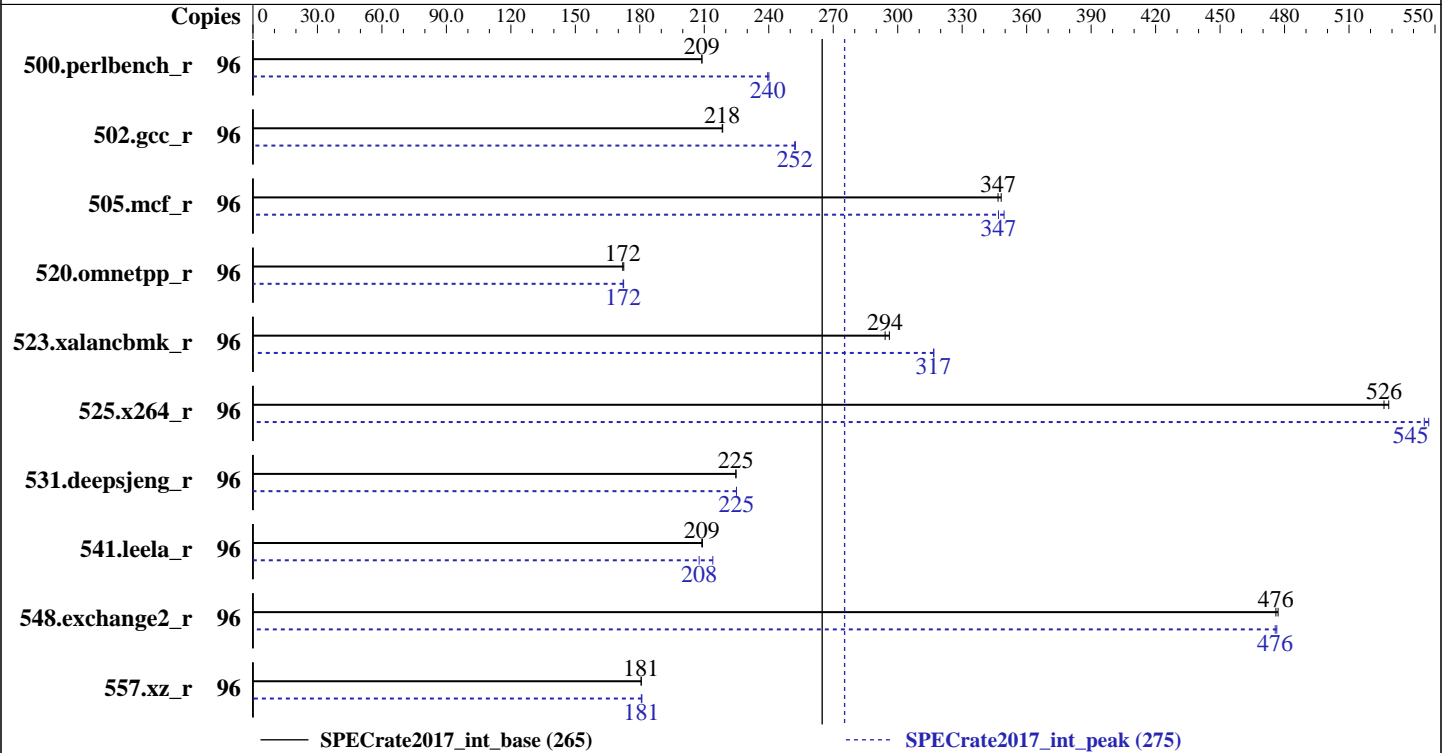 Copies 0 30.0 60.0 90.0 120 150 180 210 240 270 300 330 360 390 420 450 480 510 550
209
500.perlbench_r 96
240
218
502.gcc_r 96
252
347
505.mcf_r 96
347
172
520.omnetpp_r 96
172
294
523.xalancbmk_r 96
317
526
525.x264_r 96
545
225
531.deepsjeng_r 96
225
209
541.leela_r 96
208
476
548.exchange2_r 96
476
181
557.xz_r 96
181
SPECrate2017_int_base (265) SPECrate2017_int_peak (275)